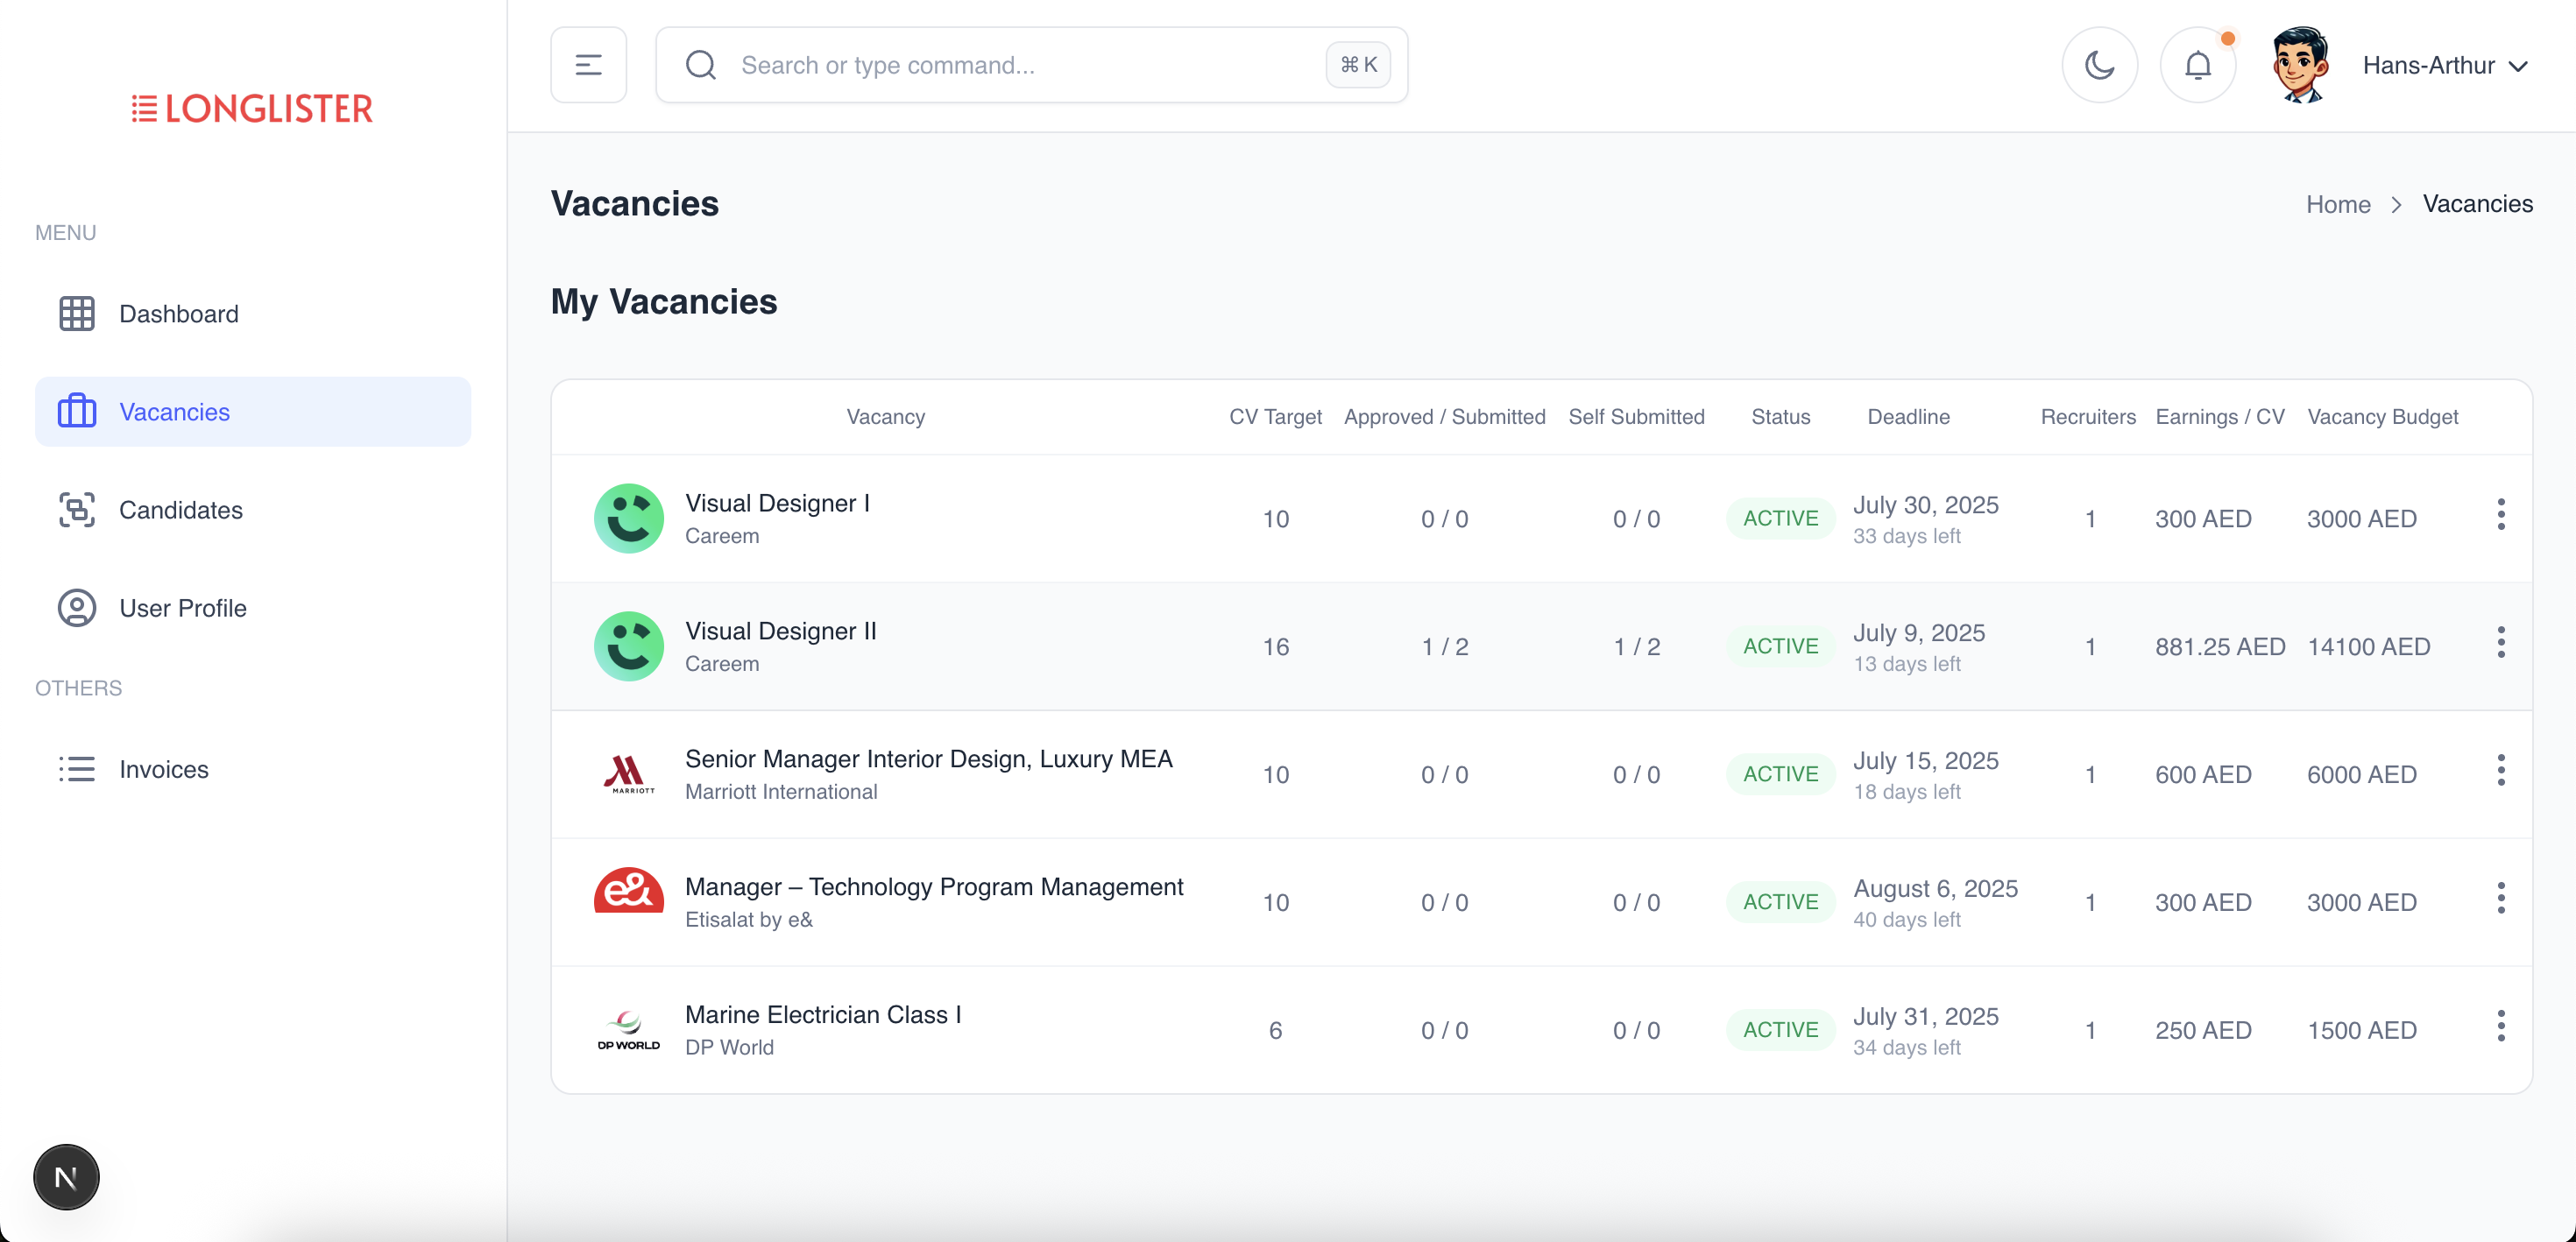 LONGLISTER
Search or type command...
⌘ K
Hans-Arthur
MENU
Dashboard
Vacancies
Candidates
User Profile
OTHERS
Invoices
N
Vacancies
Home > Vacancies
My Vacancies
Vacancy CV Target Approved / Submitted Self Submitted Status Deadline Recruiters Earnings / CV Vacancy Budget
Visual Designer I
Careem
10 0 / 0 0 / 0 ACTIVE July 30, 2025
33 days left
1 300 AED 3000 AED
Visual Designer II
Careem
16 1 / 2 1 / 2 ACTIVE July 9, 2025
13 days left
1 881.25 AED 14100 AED
MARRIOTT
Senior Manager Interior Design, Luxury MEA
Marriott International
10 0 / 0 0 / 0 ACTIVE July 15, 2025
18 days left
1 600 AED 6000 AED
e&
Manager – Technology Program Management
Etisalat by e&
10 0 / 0 0 / 0 ACTIVE August 6, 2025
40 days left
1 300 AED 3000 AED
DP WORLD
Marine Electrician Class I
DP World
6 0 / 0 0 / 0 ACTIVE July 31, 2025
34 days left
1 250 AED 1500 AED